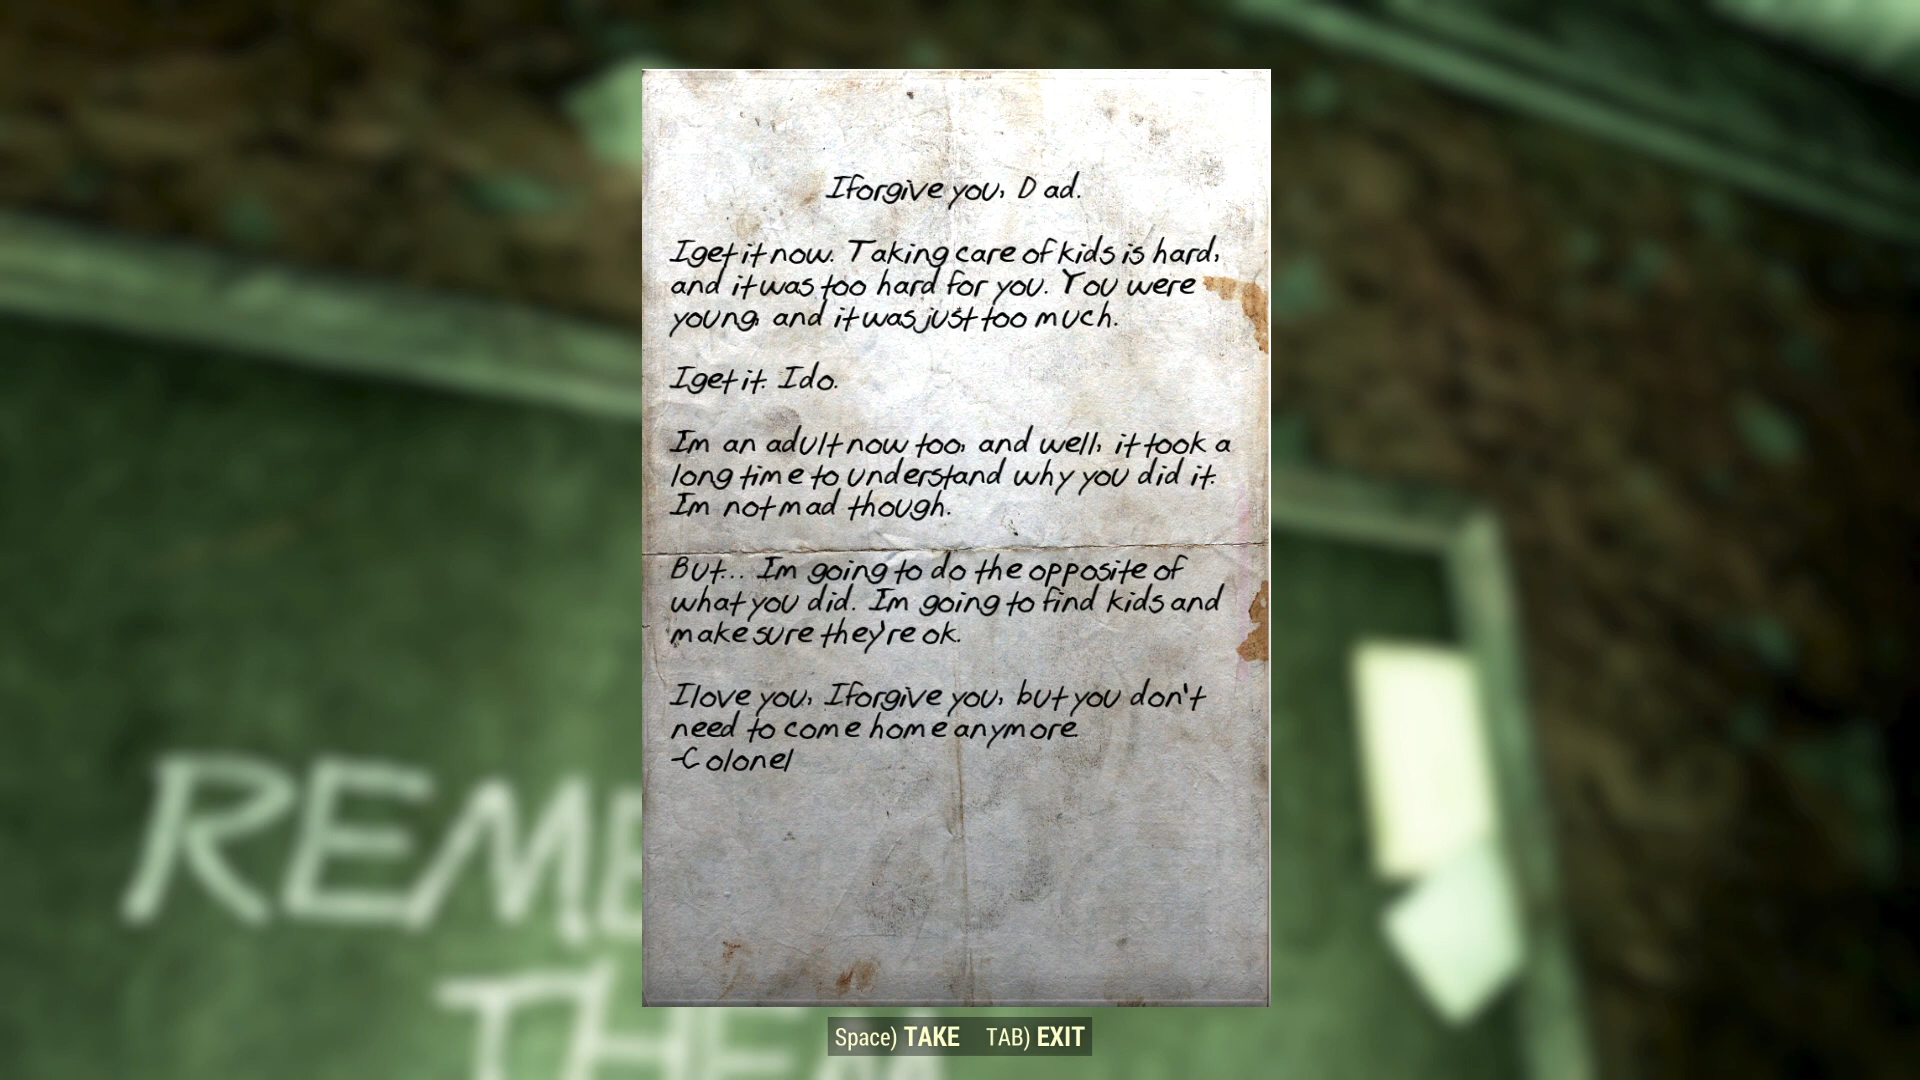 I forgive you, Dad.
I get it now. Taking care of kids is hard,
and it was too hard for you. You were
young, and it was just too much.
I get it. I do.
Im an adult now too, and well, it took a
long time to understand why you did it.
Im not mad though.
But... Im going to do the opposite of
what you did. Im going to find kids and
make sure they're ok.
I love you, I forgive you, but you don't
need to come home anymore
-Colonel
REME
THEM
Space) TAKE TAB) EXIT